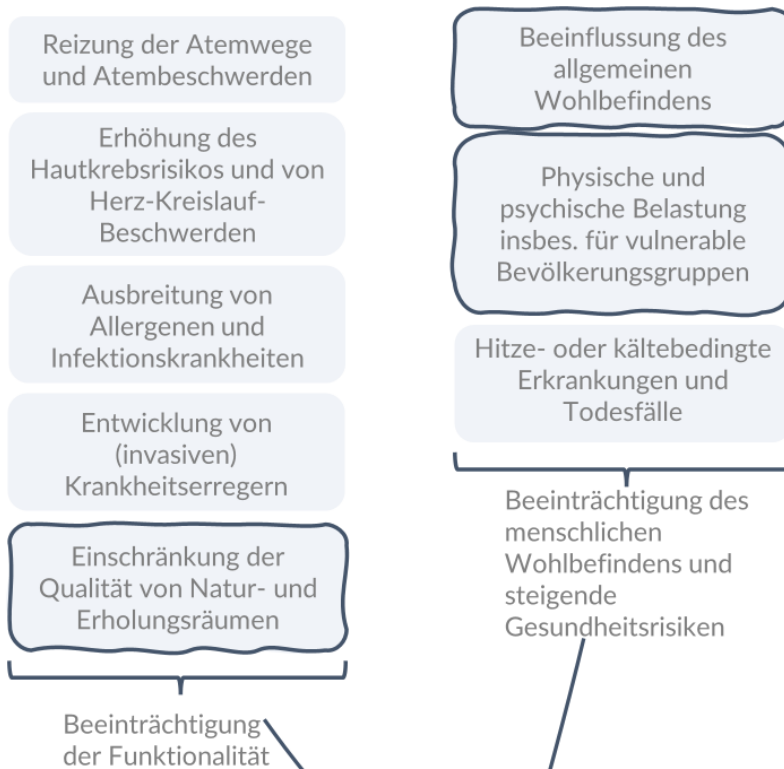 Reizung der Atemwege
und Atembeschwerden
Erhöhung des
Hautkrebsrisikos und von
Herz-Kreislauf-
Beschwerden
Ausbreitung von
Allergenen und
Infektionskrankheiten
Entwicklung von
(invasiven)
Krankheitserregern
Einschränkung der
Qualität von Natur- und
Erholungsräumen
Beeinträchtigung
der Funktionalität
Beeinflussung des
allgemeinen
Wohlbefindens
Physische und
psychische Belastung
insbes. für vulnerable
Bevölkerungsgruppen
Hitze- oder kältebedingte
Erkrankungen und
Todesfälle
Beeinträchtigung des
menschlichen
Wohlbefindens und
steigende
Gesundheitsrisiken